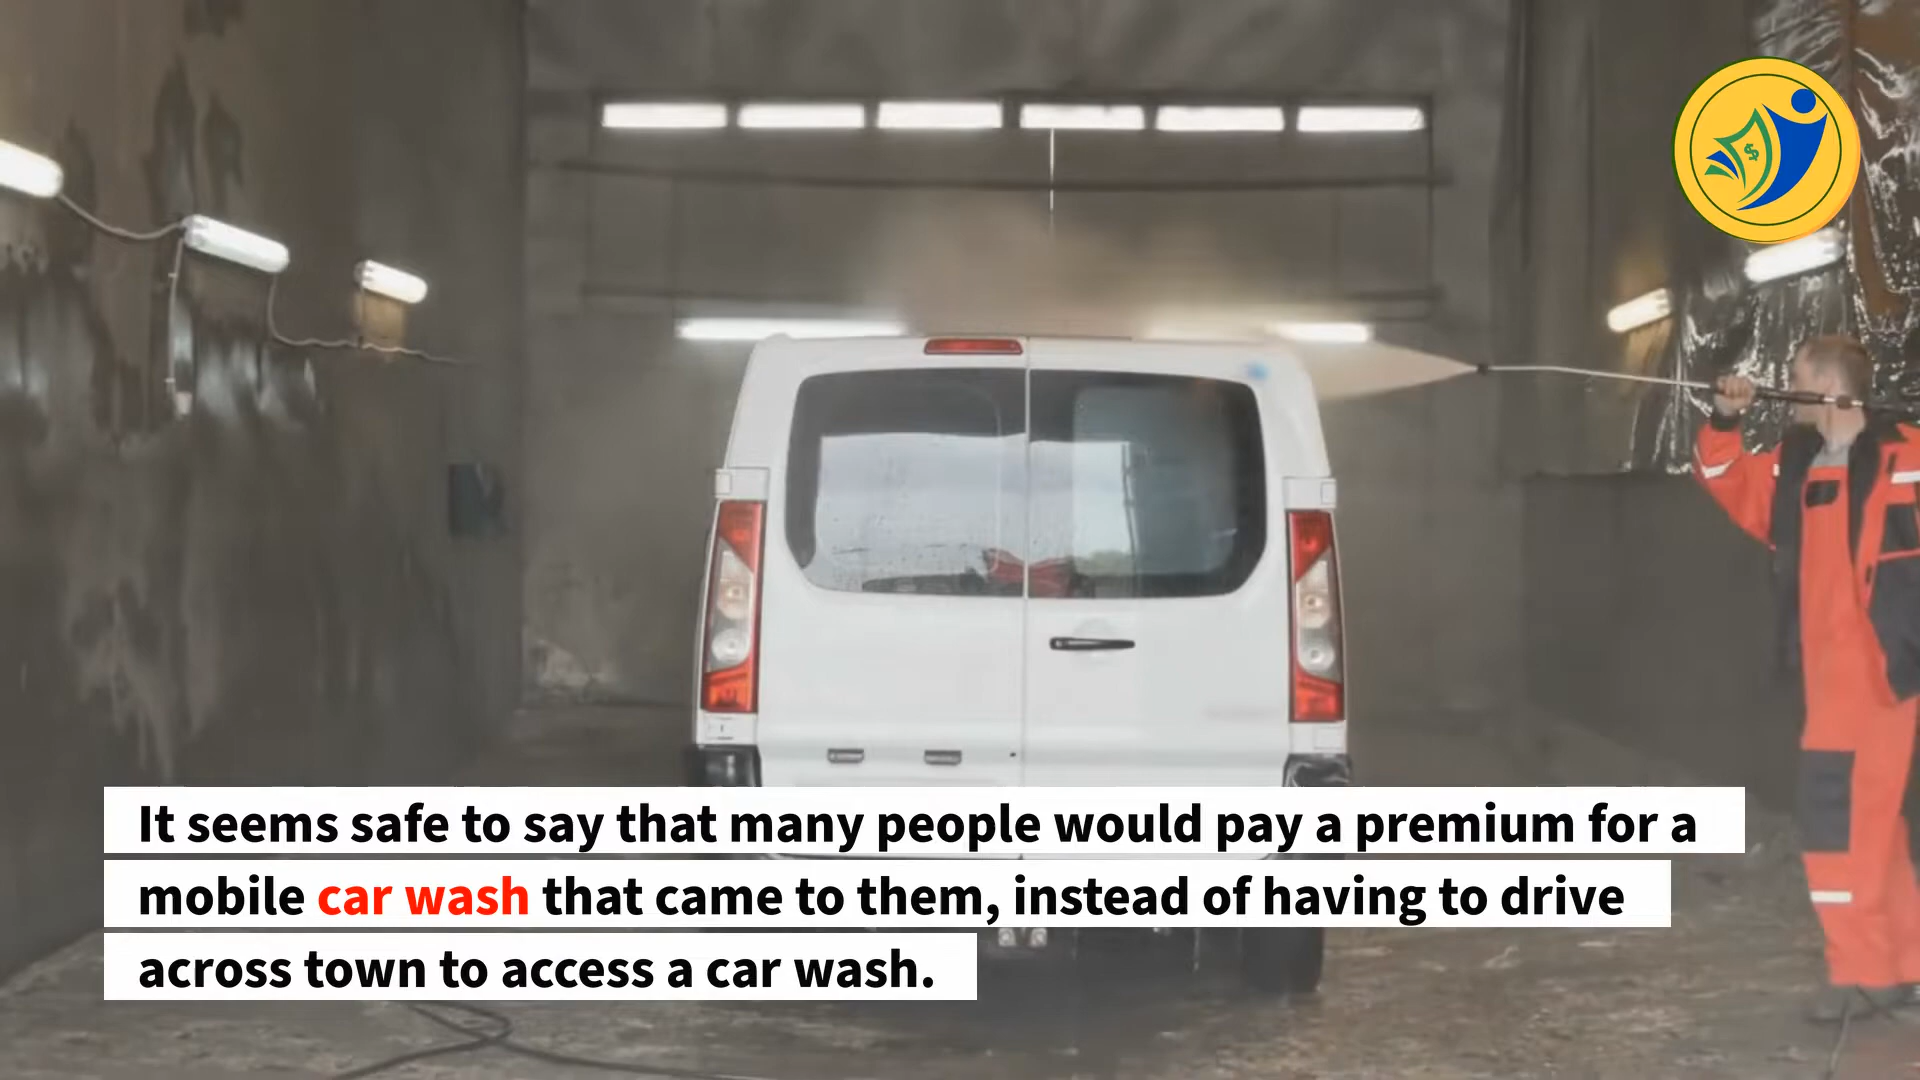 $
It seems safe to say that many people would pay a premium for a
mobile car wash that came to them, instead of having to drive
across town to access a car wash.